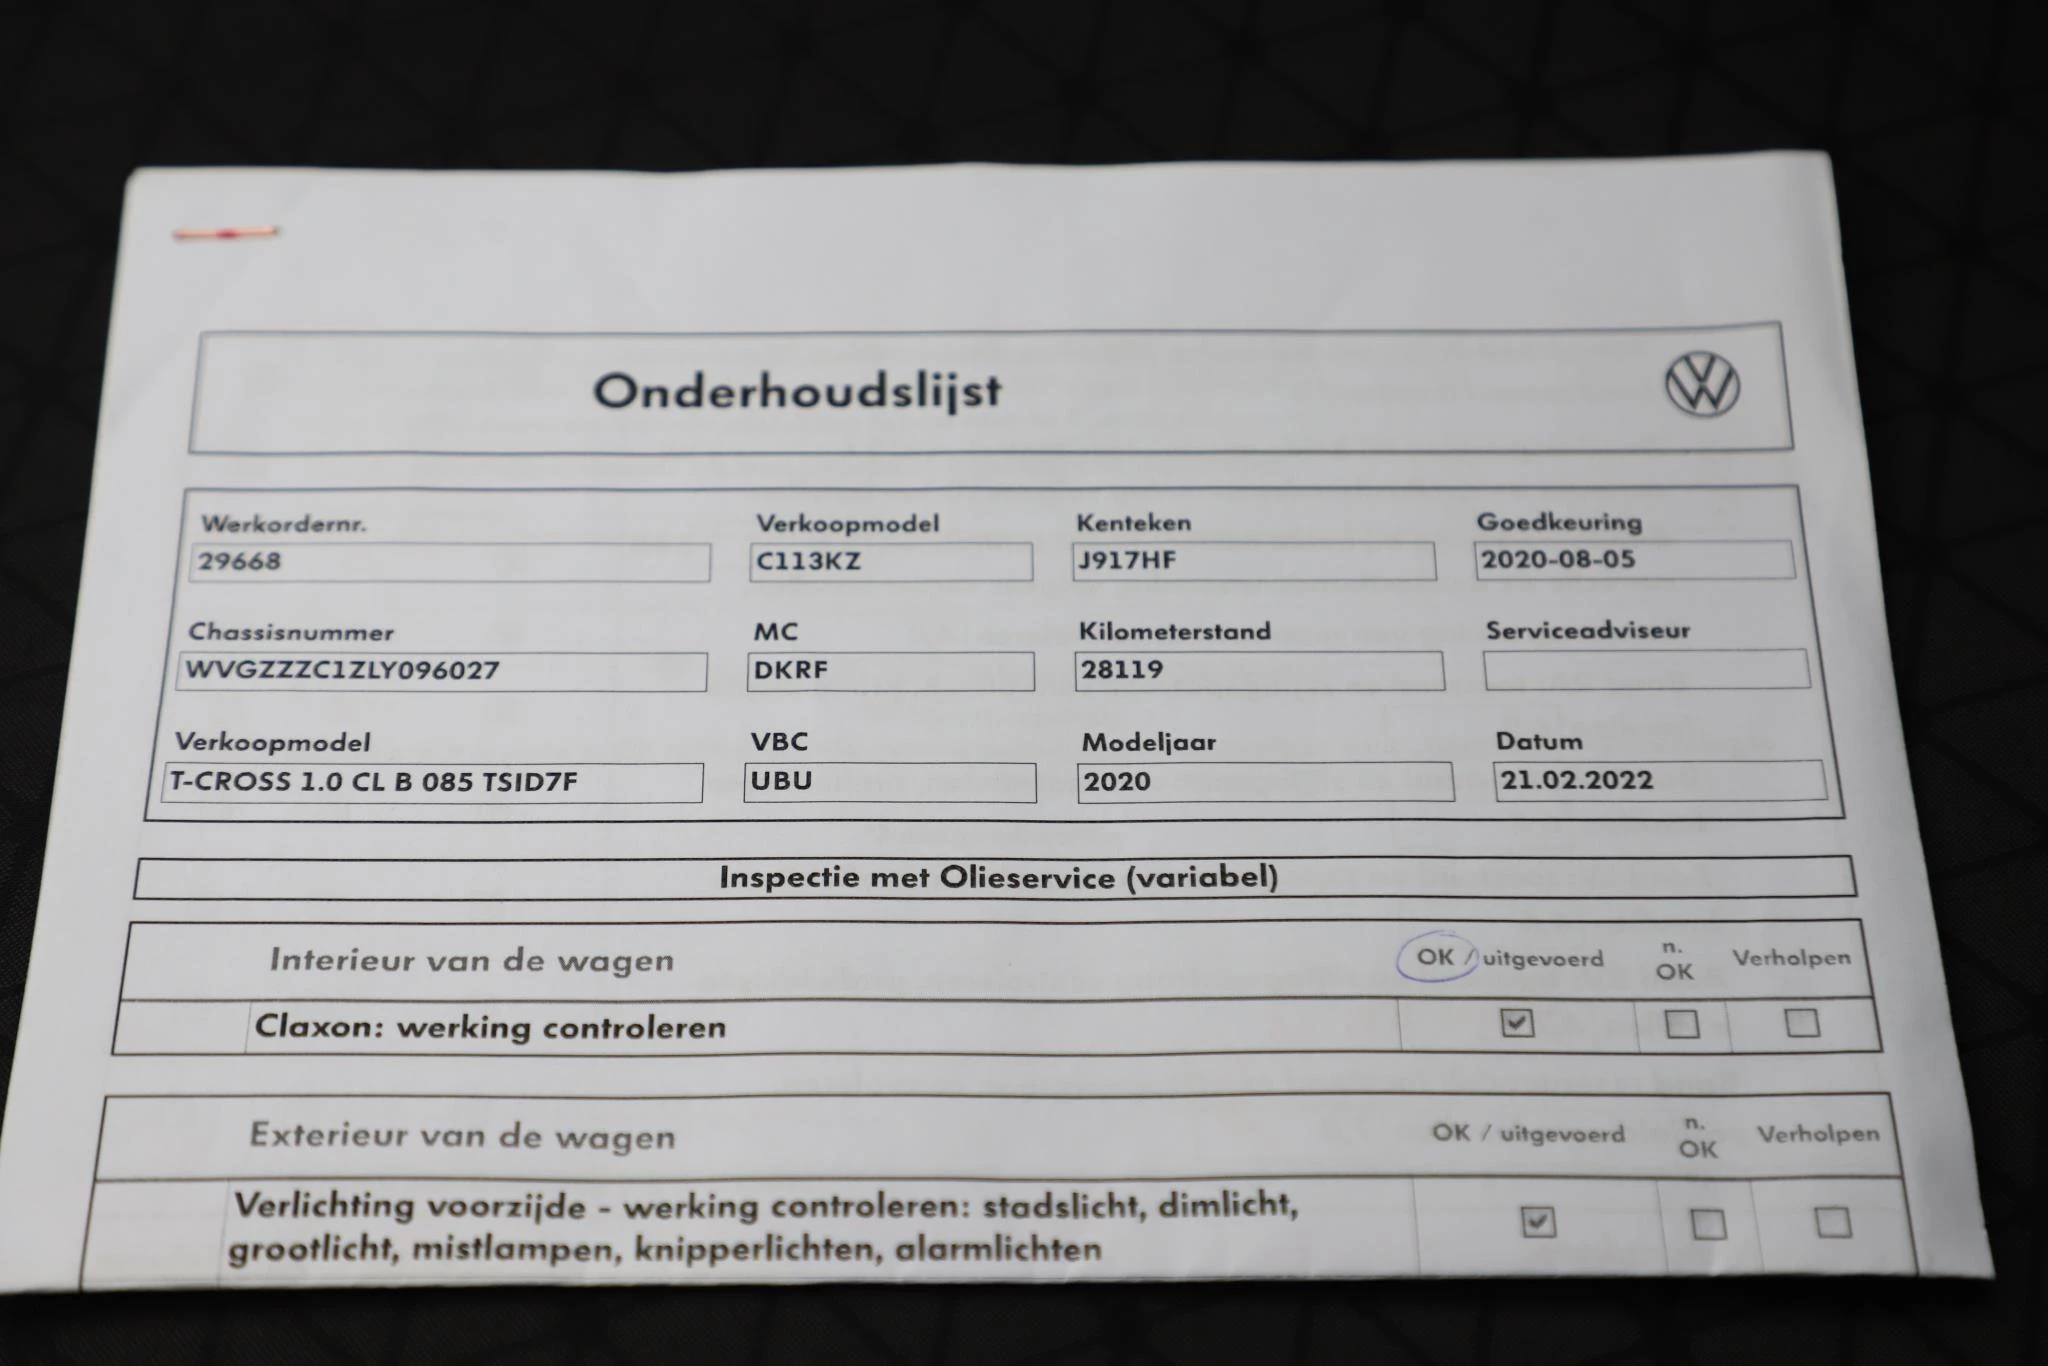 Onderhoudslijst
Werkordernr. Verkoopmodel Kenteken Goedkeuring
29668 C113KZ J917HF 2020-08-05
Chassisnummer MC Kilometerstand Serviceadviseur
WVGZZZC1ZLY096027 DKRF 28119
Verkoopmodel VBC Modeljaar Datum
T-CROSS 1.0 CL B 085 TSID7F UBU 2020 21.02.2022
Inspectie met Olieservice (variabel)
Interieur van de wagen OK / uitgevoerd n. OK Verholpen
Claxon: werking controleren
Exterieur van de wagen OK / uitgevoerd n. OK Verholpen
Verlichting voorzijde - werking controleren: stadslicht, dimlicht,
grootlicht, mistlampen, knipperlichten, alarmlichten